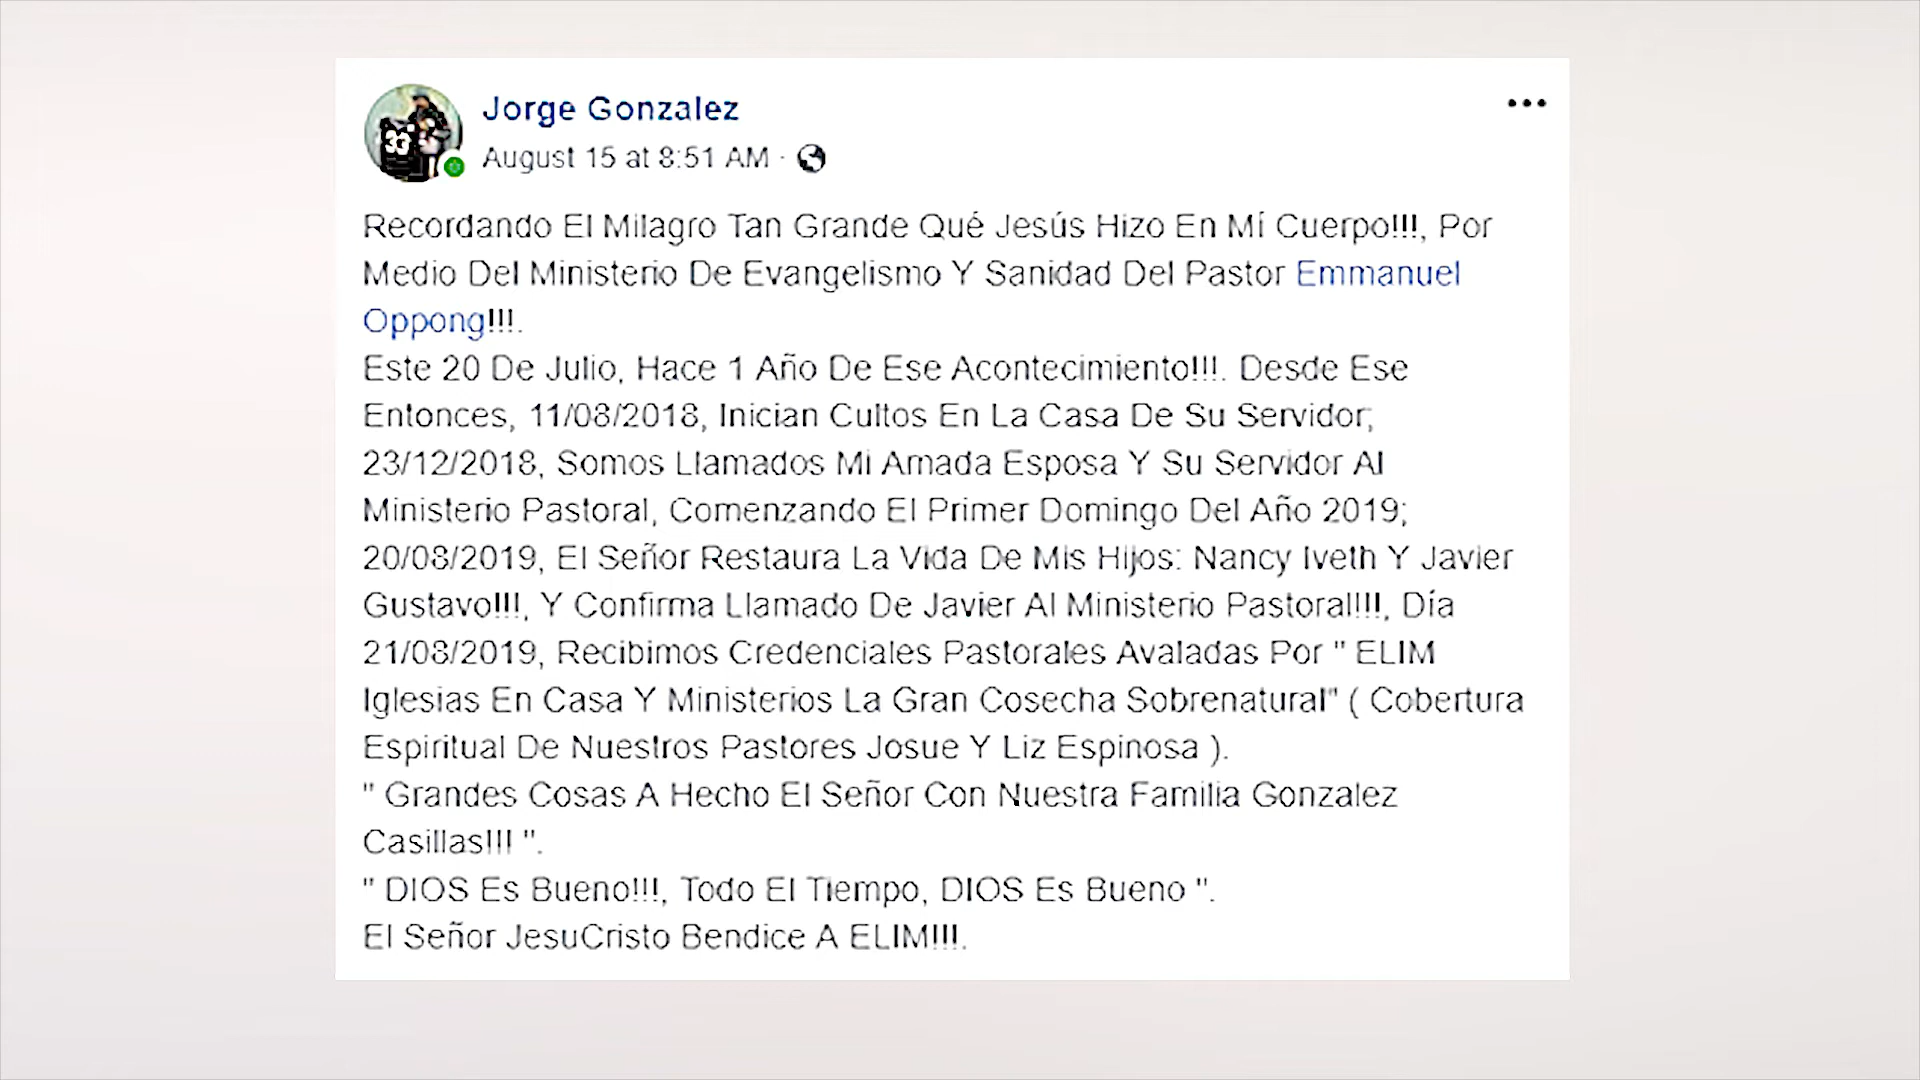 Jorge Gonzalez
August 15 at 8:51 AM ·
Recordando El Milagro Tan Grande Qué Jesús Hizo En Mí Cuerpo!!!, Por
Medio Del Ministerio De Evangelismo Y Sanidad Del Pastor Emmanuel
Oppong!!!.
Este 20 De Julio, Hace 1 Año De Ese Acontecimiento!!!. Desde Ese
Entonces, 11/08/2018, Inician Cultos En La Casa De Su Servidor;
23/12/2018, Somos Llamados Mi Amada Esposa Y Su Servidor Al
Ministerio Pastoral, Comenzando El Primer Domingo Del Año 2019;
20/08/2019, El Señor Restaura La Vida De Mis Hijos: Nancy Iveth Y Javier
Gustavo!!!, Y Confirma Llamado De Javier Al Ministerio Pastoral!!!, Día
21/08/2019, Recibimos Credenciales Pastorales Avaladas Por " ELIM
Iglesias En Casa Y Ministerios La Gran Cosecha Sobrenatural" ( Cobertura
Espiritual De Nuestros Pastores Josue Y Liz Espinosa ).
" Grandes Cosas A Hecho El Señor Con Nuestra Familia Gonzalez
Casillas!!! ".
" DIOS Es Bueno!!!, Todo El Tiempo, DIOS Es Bueno ".
El Señor JesuCristo Bendice A ELIM!!!.